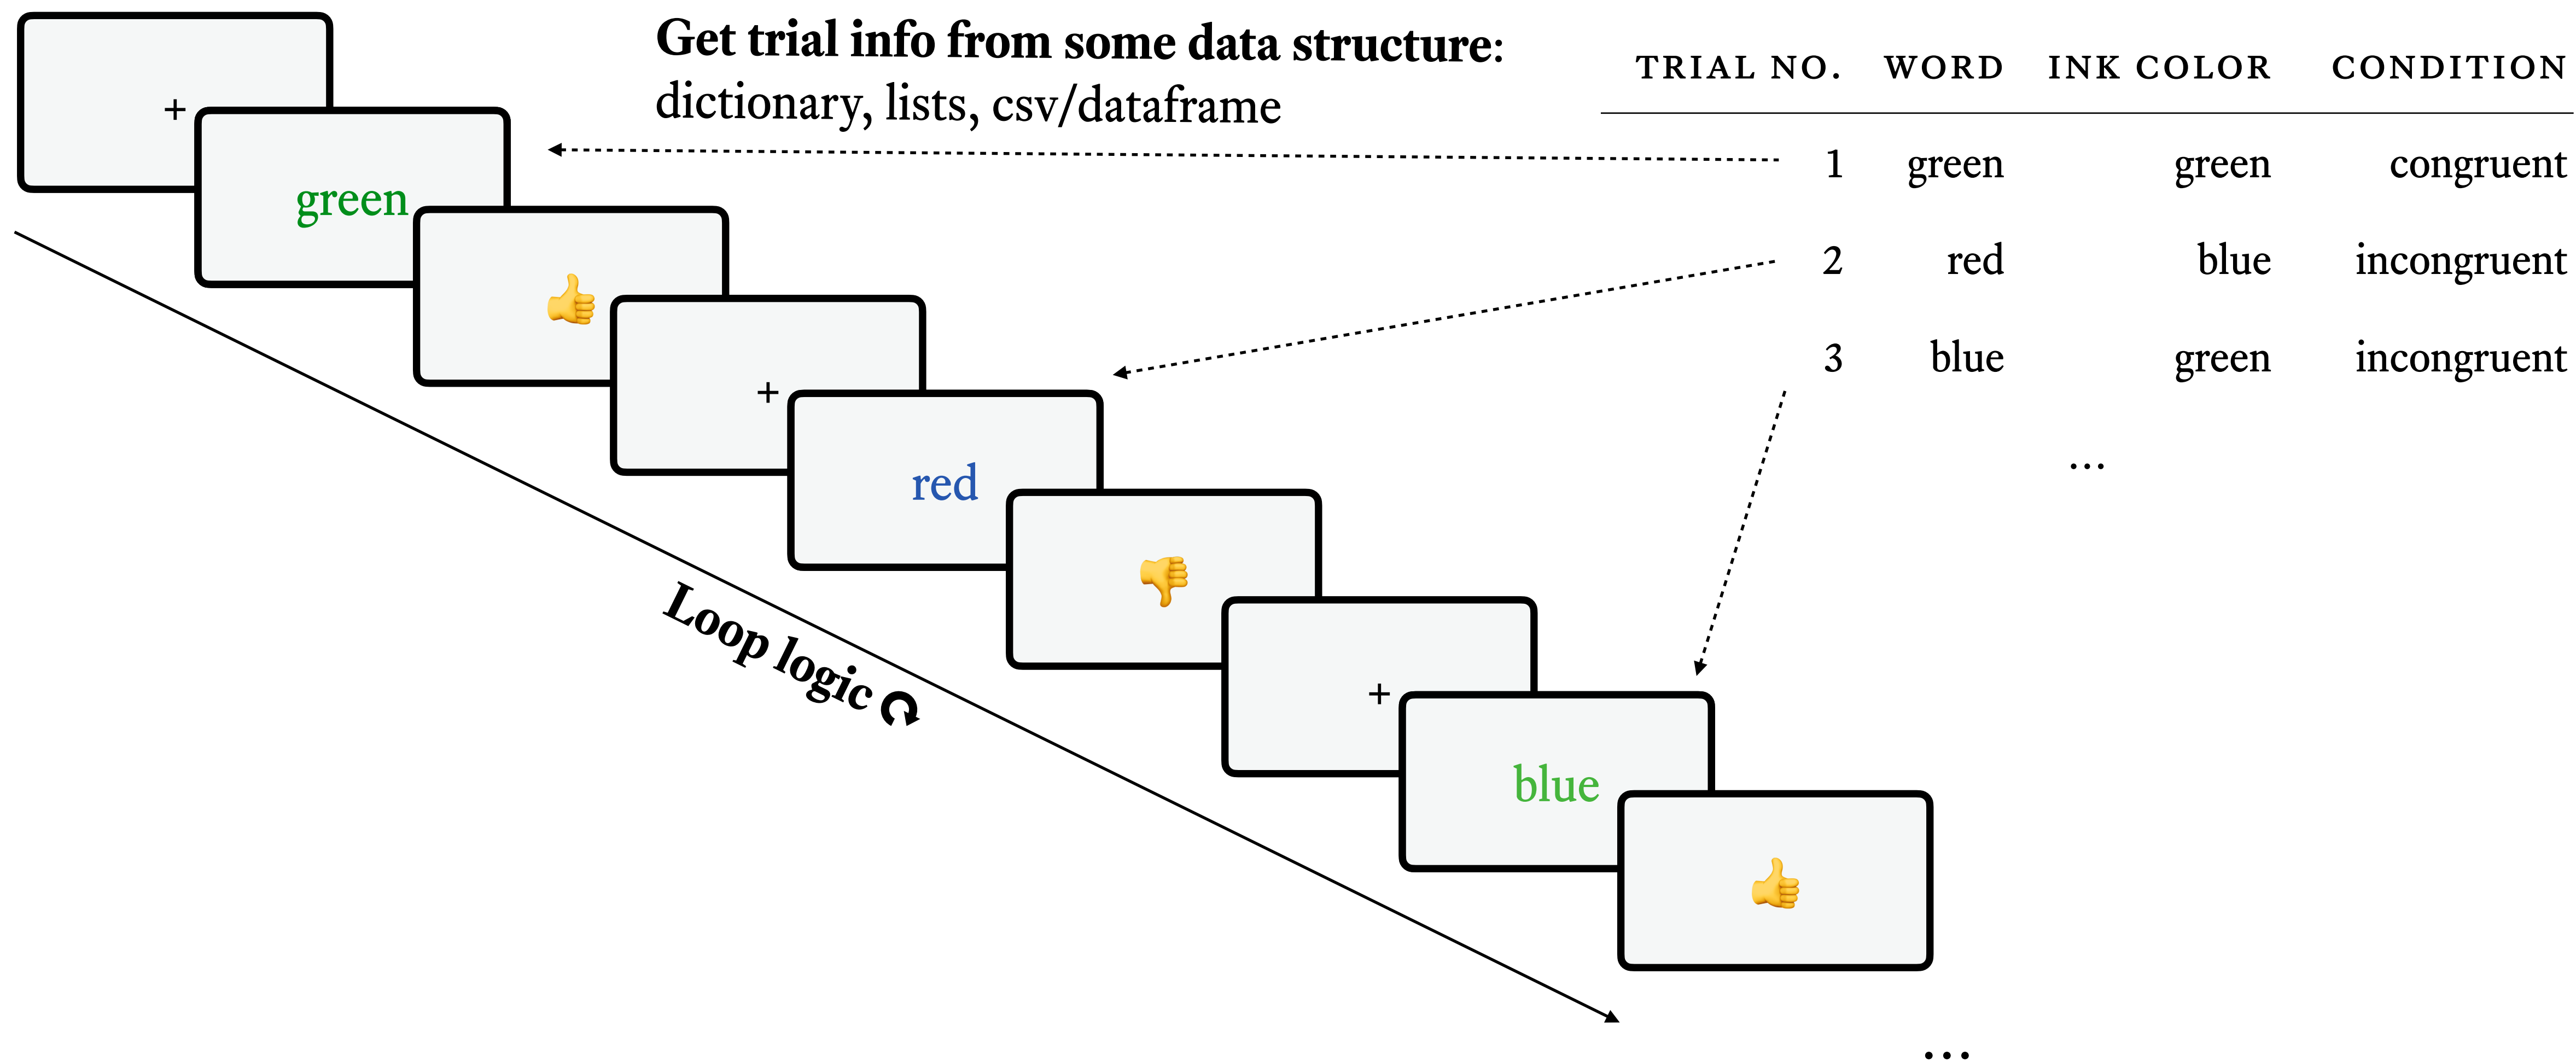 Get trial info from some data structure:
dictionary, lists, csv/dataframe
TRIAL NO. WORD INK COLOR CONDITION
1 green green congruent
2 red blue incongruent
3 blue green incongruent
...
+
green
+
red
+
blue
Loop logic
...